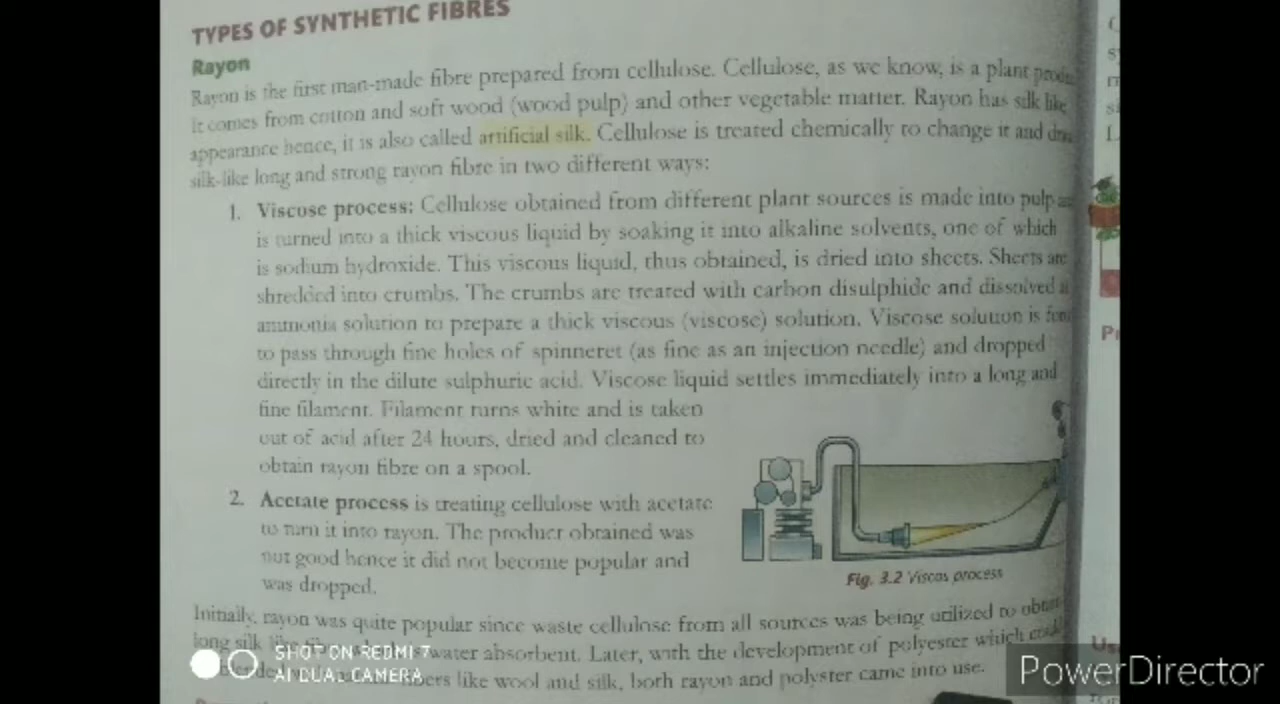 TYPES OF SYNTHETIC FIBRES
Rayon
Rayon is the first man-made fibre prepared from cellulose. Cellulose, as we know, is a plant
It comes from cotton and soft wood (wood pulp) and other vegetable matter. Rayon has silk like
appearance hence, it is also called artificial silk. Cellulose is treated chemically to change it and
silk-like long and strong rayon fibre in two different ways:
1. Viscose process: Cellulose obtained from different plant sources is made into pulp
is turned into a thick viscous liquid by soaking it into alkaline solvents, one of which
is sodium hydroxide. This viscous liquid, thus obtained, is dried into sheets. Sheets are
shredded into crumbs. The crumbs are treated with carbon disulphide and dissolved
ammonia solution to prepare a thick viscous (viscose) solution. Viscose solution is
to pass through fine holes of spinneret (as fine as an injection needle) and dropped
directly in the dilute sulphuric acid. Viscose liquid settles immediately into a long and
fine filament. Filament turns white and is taken
out of acid after 24 hours, dried and cleaned to
obtain rayon fibre on a spool.
2. Acetate process is treating cellulose with acetate
to turn it into rayon. The product obtained was
not good hence it did not become popular and
was dropped.
Fig. 3.2 Viscos process
Initially, rayon was quite popular since waste cellulose from all sources was being utilized to
long silk like water absorbent. Later, with the development of polyester which
like wool and silk, both rayon and polyster came into use.
SHOT ON REDMI 7
AI DUAL CAMERA
PowerDirector